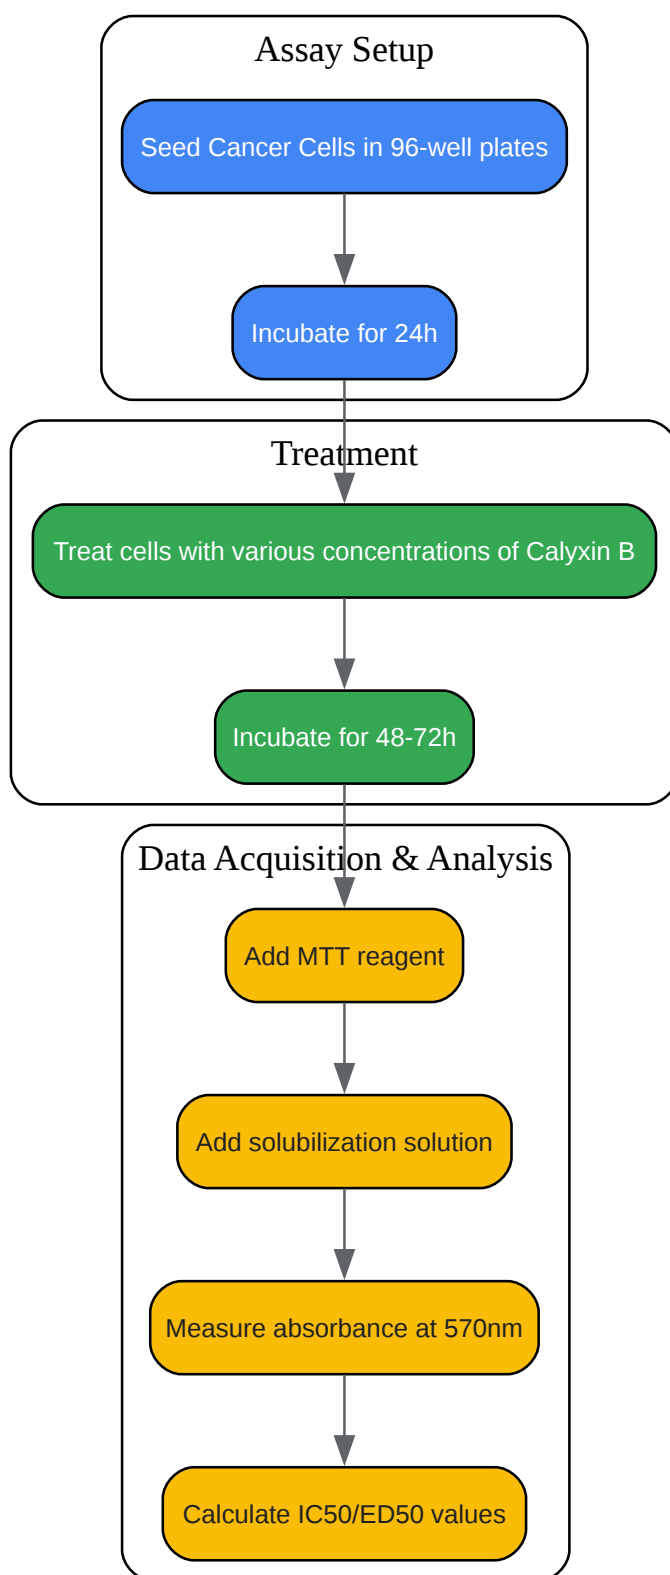 Assay Setup
Seed Cancer Cells in 96-well plates
Incubate for 24h
Treatment
Treat cells with various concentrations of Calyxin B
Incubate for 48-72h
Data Acquisition & Analysis
Add MTT reagent
Add solubilization solution
Measure absorbance at 570nm
Calculate IC50/ED50 values